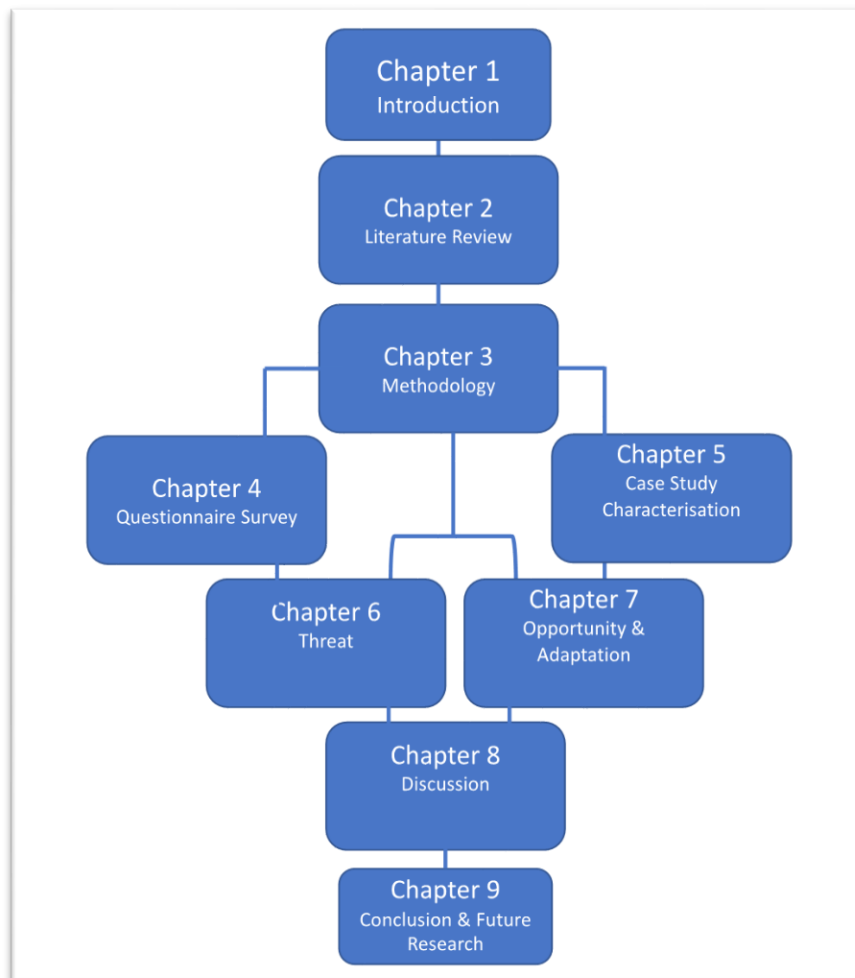 Chapter 1
Introduction
Chapter 2
Literature Review
Chapter 3
Methodology
Chapter 4
Questionnaire Survey
Chapter 5
Case Study
Characterisation
Chapter 6
Threat
Chapter 7
Opportunity &
Adaptation
Chapter 8
Discussion
Chapter 9
Conclusion & Future
Research